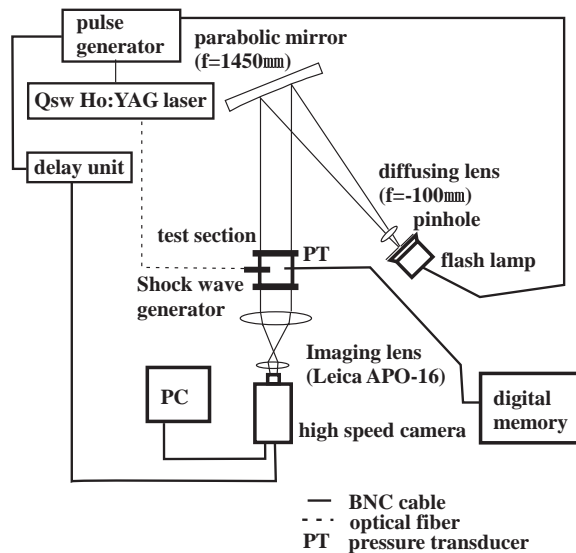 pulse
generator
parabolic mirror
(f=1450㎜)
Qsw Ho:YAG laser
delay unit
diffusing lens
(f=-100㎜)
pinhole
flash lamp
test section
PT
Shock wave
generator
Imaging lens
(Leica APO-16)
PC
digital
memory
high speed camera
BNC cable
optical fiber
PT pressure transducer